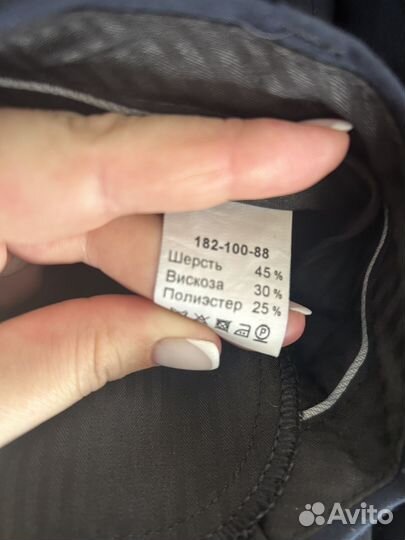 182-100-88
Шерсть 45%
Вискоза 30%
Полиэстер 25%
Avito